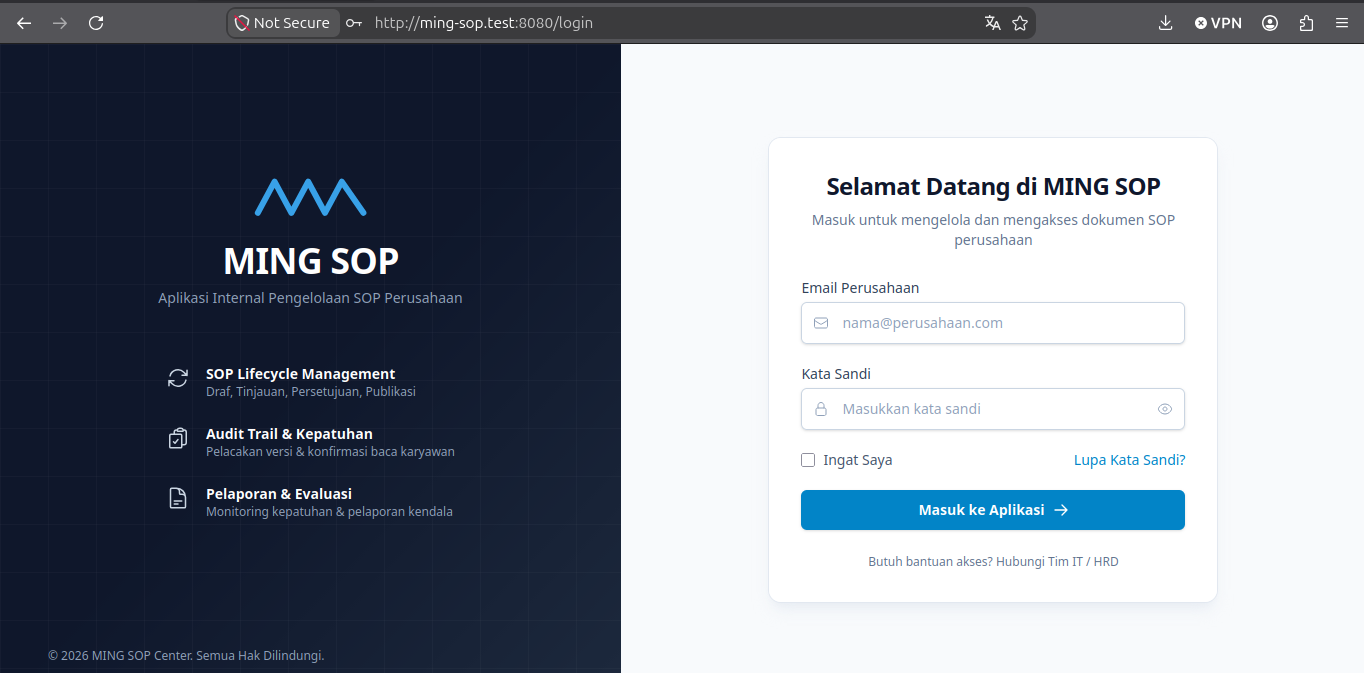 Not Secure
http://ming-sop.test:8080/login
VPN
MING SOP
Aplikasi Internal Pengelolaan SOP Perusahaan
SOP Lifecycle Management
Draf, Tinjauan, Persetujuan, Publikasi
Audit Trail & Kepatuhan
Pelacakan versi & konfirmasi baca karyawan
Pelaporan & Evaluasi
Monitoring kepatuhan & pelaporan kendala
© 2026 MING SOP Center. Semua Hak Dilindungi.
Selamat Datang di MING SOP
Masuk untuk mengelola dan mengakses dokumen SOP
perusahaan
Email Perusahaan
nama@perusahaan.com
Kata Sandi
Masukkan kata sandi
Ingat Saya
Lupa Kata Sandi?
Masuk ke Aplikasi
Butuh bantuan akses? Hubungi Tim IT / HRD